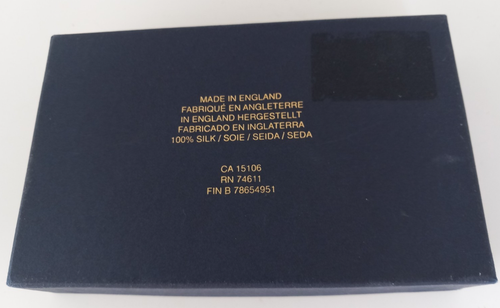 MADE IN ENGLAND
FABRIQUÉ EN ANGLETERRE
IN ENGLAND HERGESTELLT
FABRICADO EN INGLATERRA
100% SILK / SOIE / SEIDA / SEDA
CA 15106
RN 74611
FIN B 78654951